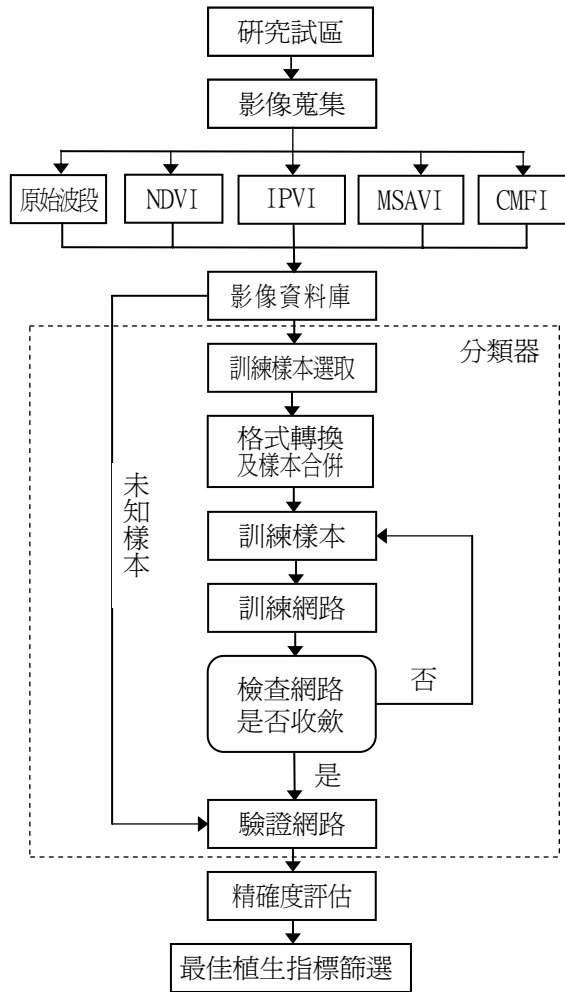 研究試區
影像蒐集
原始波段
NDVI
IPVI
MSAVI
CMFI
影像資料庫
分類器
訓練樣本選取
格式轉換
及樣本合併
未知樣本
訓練樣本
訓練網路
檢查網路
是否收斂
否
是
驗證網路
精確度評估
最佳植生指標篩選